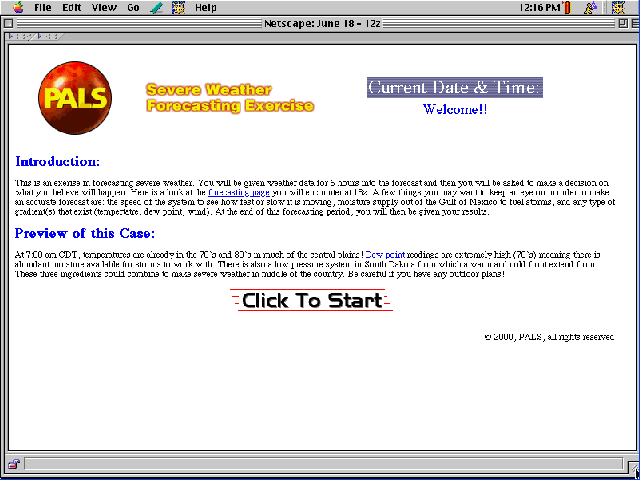 File Edit View Go Help 12:16 PM
Netscape: June 18 - 12z
PALS
Severe Weather
Forecasting Exercise
Current Date & Time:
Welcome!!
Introduction:
This is an exerise in forecasting severe weather. You will be given weather data for 6 hours into the forecast and then you will be asked to make a decision on
what you believe will happen. Here is a look at the forecasting page you will encounter at 18z. A few things you may want to keep an eye on in order to make
an accurate forecast are: the speed of the system to see how fast or slow it is moving, moisture supply out of the Gulf of Mexico to fuel storms, and any type of
gradient(s) that exist (temperature, dew point, wind). At the end of this forecasting period, you will then be given your results.
Preview of this Case:
At 7:00 am CDT, temperatures are already in the 70's and 80's in much of the central plains! Dew point readings are extremely high (70's) meaning there is
abundant moisture available for storms to work with. There is also a low pressure system in South Dakota from which a warm and cold front extend from.
These three ingredients could combine to make severe weather in middle of the country. Be careful if you have any outdoor plans!
Click To Start
© 2000, PALS, all rights reserved